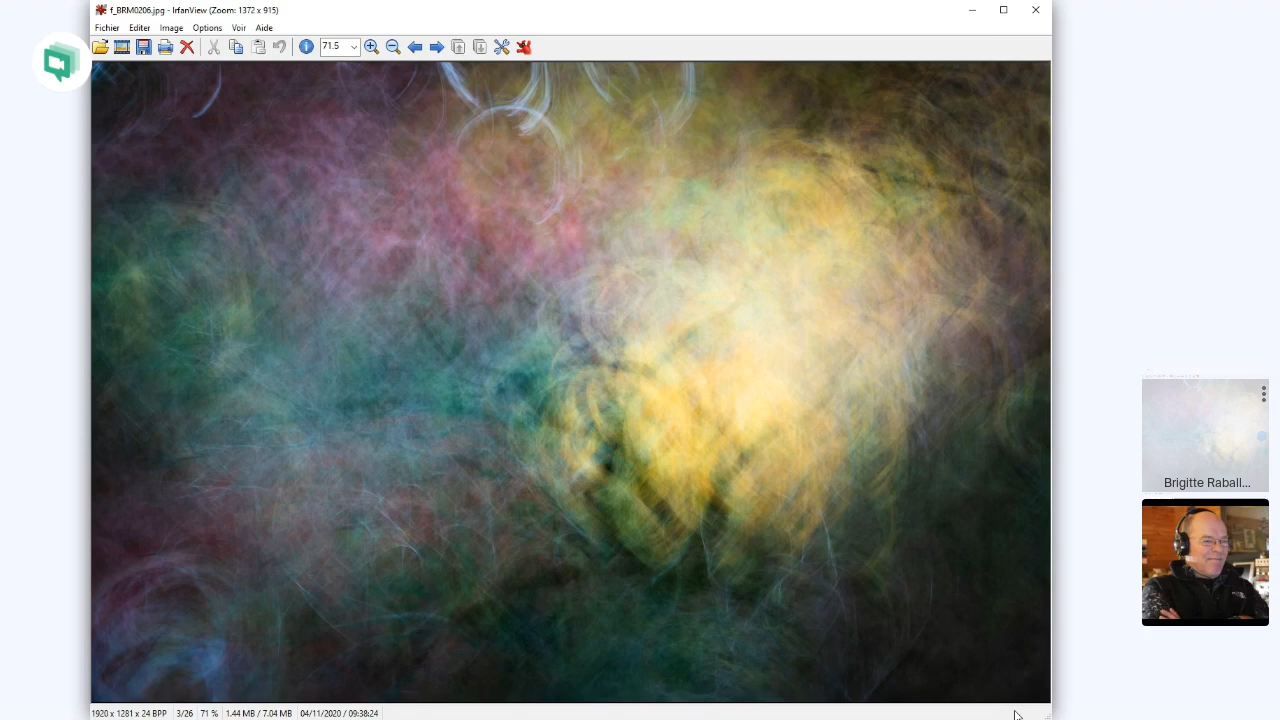 f_BRM0206.jpg - IrfanView (Zoom: 1372 x 915)
Fichier Editer Image Options Voir Aide
71.5
Brigitte Raball...
1920 x 1281 x 24 BPP 3/26 71 % 1.44 MB / 7.04 MB 04/11/2020 / 09:38:24